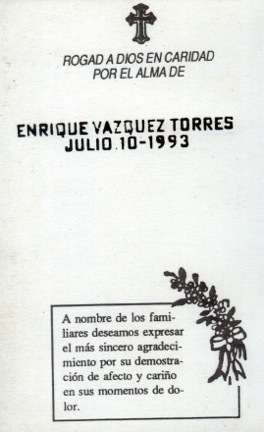 ROGAD A DIOS EN CARIDAD
POR EL ALMA DE
ENRIQUE VAZQUEZ TORRES
JULIO.10-1993
A nombre de los fami-
liares deseamos expresar
el más sincero agradeci-
miento por su demostra-
ción de afecto y cariño
en sus momentos de do-
lor.